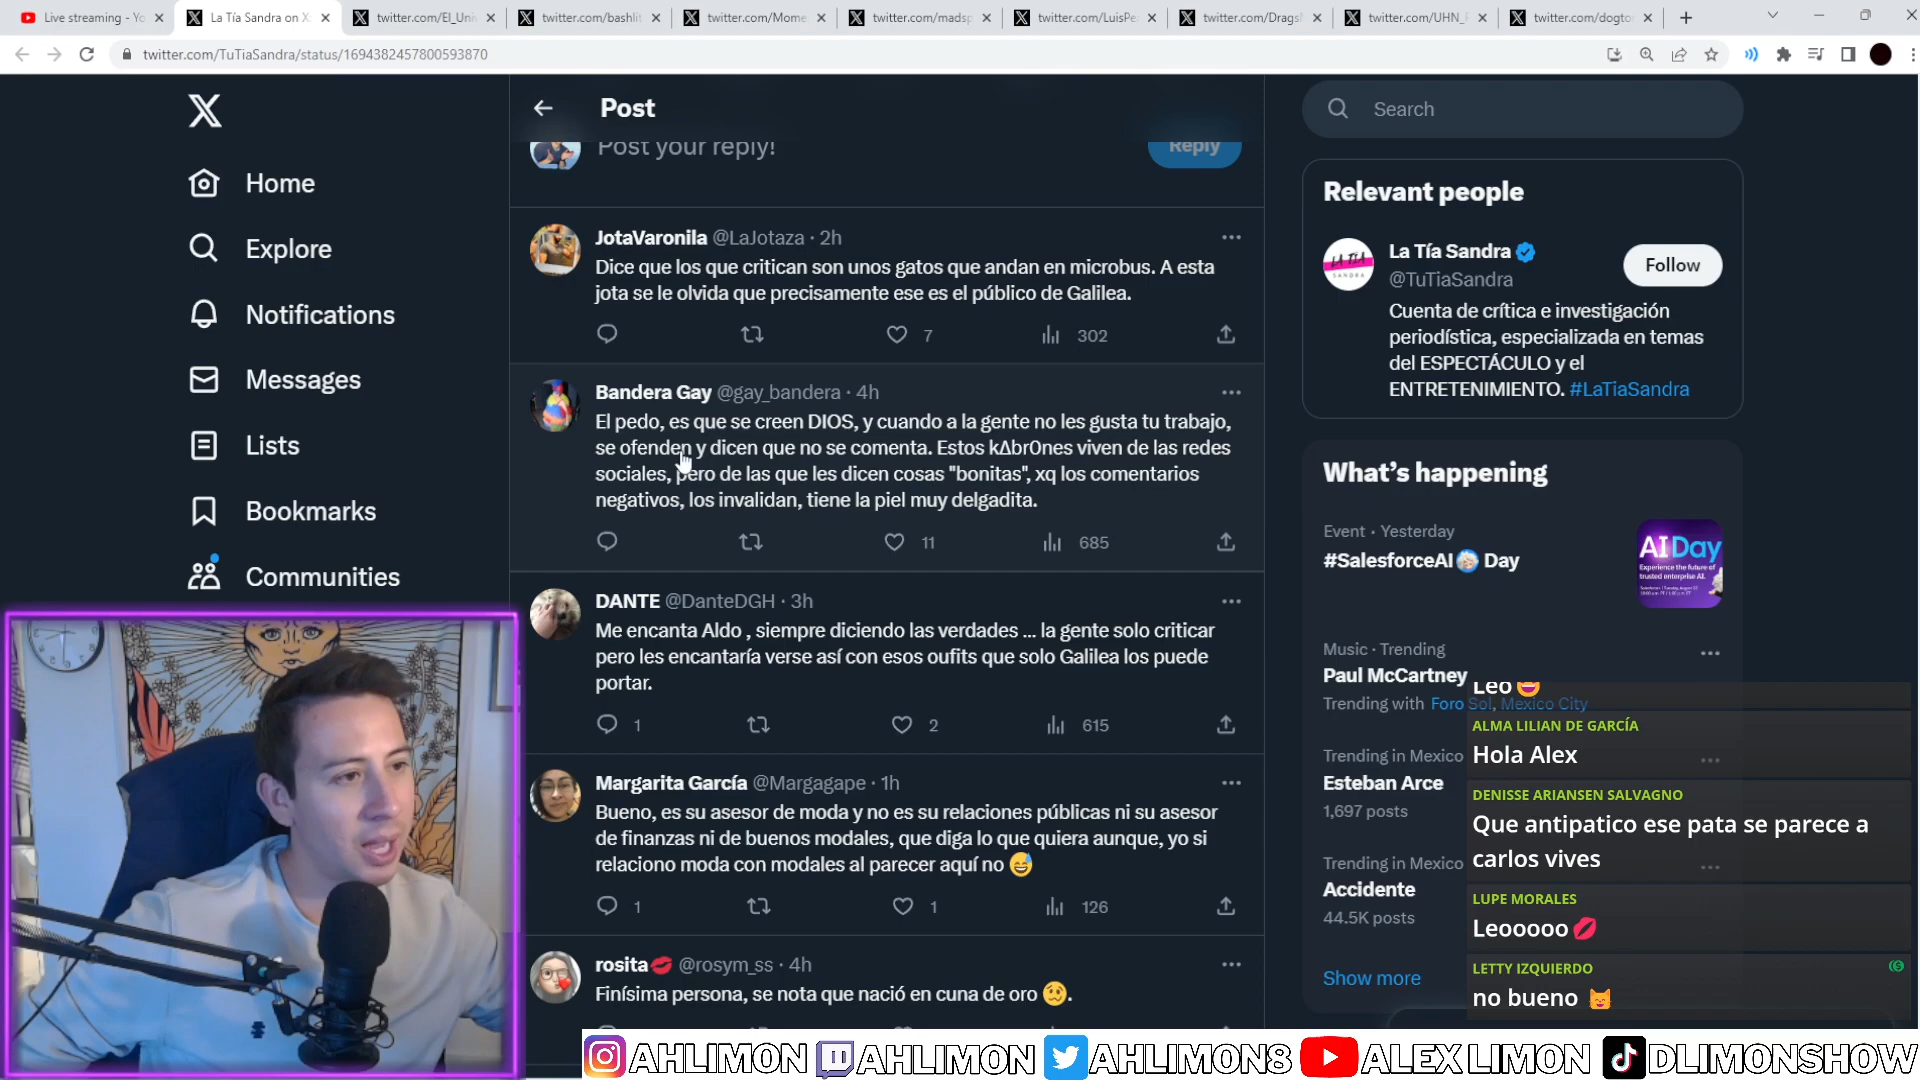 Live streaming - Yo
La Tía Sandra on X:
twitter.com/El_Univ
twitter.com/bashlit
twitter.com/Mome
twitter.com/madsp
twitter.com/LuisPe
twitter.com/DragsM
twitter.com/UHN_P
twitter.com/dogto
twitter.com/TuTiaSandra/status/1694382457800593870
Home
Explore
Notifications
Messages
Lists
Bookmarks
Communities
Post
Post your reply!
Reply
JotaVaronila @LaJotaza · 2h
Dice que los que critican son unos gatos que andan en microbus. A esta
jota se le olvida que precisamente ese es el público de Galilea.
7
302
Bandera Gay @gay_bandera · 4h
El pedo, es que se creen DIOS, y cuando a la gente no les gusta tu trabajo,
se ofenden y dicen que no se comenta. Estos k∆br0nes viven de las redes
sociales, pero de las que les dicen cosas "bonitas", xq los comentarios
negativos, los invalidan, tiene la piel muy delgadita.
11
685
DANTE @DanteDGH · 3h
Me encanta Aldo , siempre diciendo las verdades ... la gente solo criticar
pero les encantaría verse así con esos oufits que solo Galilea los puede
portar.
1
2
615
Margarita García @Margagape · 1h
Bueno, es su asesor de moda y no es su relaciones públicas ni su asesor
de finanzas ni de buenos modales, que diga lo que quiera aunque, yo si
relaciono moda con modales al parecer aquí no 😅
1
1
126
rosita💋 @rosym_ss · 4h
Finísima persona, se nota que nació en cuna de oro 🥴.
Search
Relevant people
La Tía Sandra
@TuTiaSandra
Follow
Cuenta de crítica e investigación
periodística, especializada en temas
del ESPECTÁCULO y el
ENTRETENIMIENTO. #LaTiaSandra
What's happening
Event · Yesterday
#SalesforceAI Day
AI Day
Experience the future of
trusted enterprise AI.
Music · Trending
Paul McCartney
Trending with Foro Sol, Mexico City
Trending in Mexico
Esteban Arce
1,697 posts
Trending in Mexico
Accidente
44.5K posts
Show more
Leo 😄
ALMA LILIAN DE GARCÍA
Hola Alex
DENISSE ARIANSEN SALVAGNO
Que antipatico ese pata se parece a
carlos vives
LUPE MORALES
Leooooo💋
LETTY IZQUIERDO
no bueno 😸
AHLIMON
AHLIMON
AHLIMON8
ALEX LIMON
DLIMONSHOW